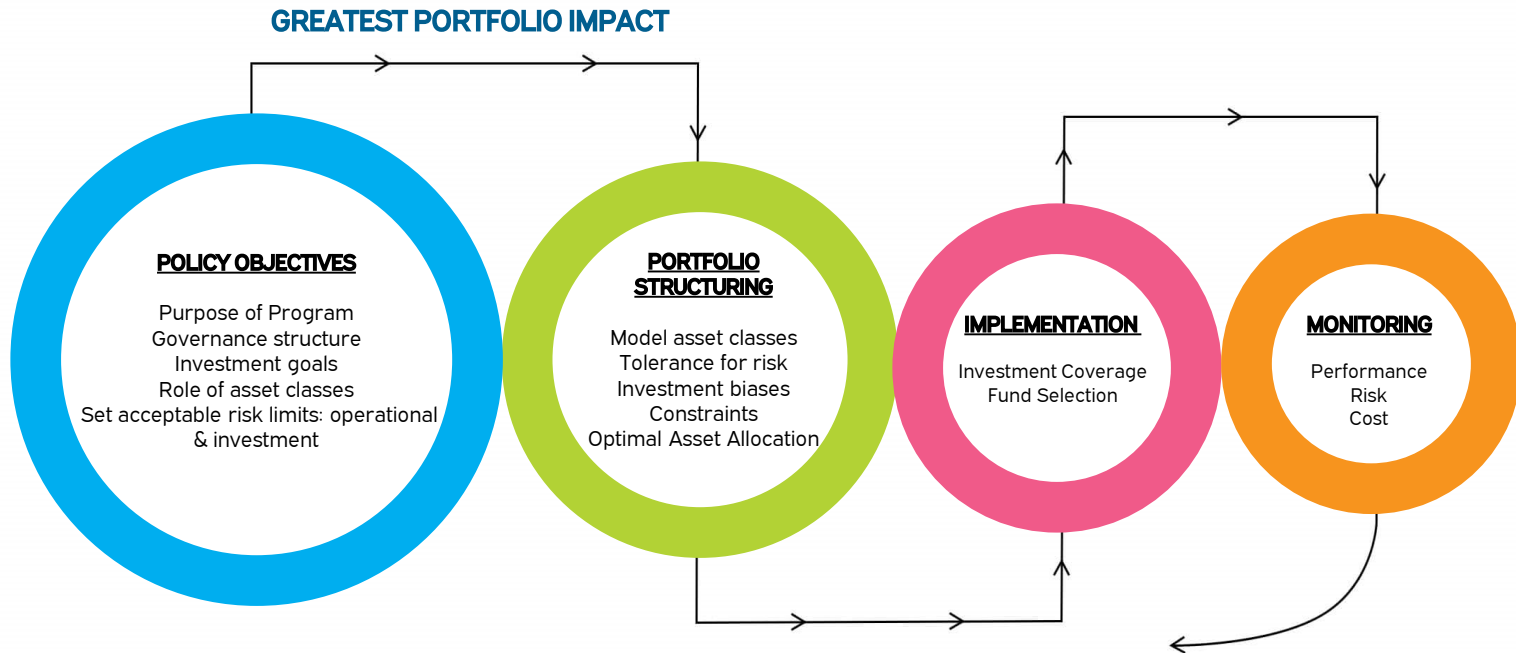 GREATEST PORTFOLIO IMPACT
POLICY OBJECTIVES
Purpose of Program
Governance structure
Investment goals
Role of asset classes
Set acceptable risk limits: operational
& investment
PORTFOLIO
STRUCTURING
Model asset classes
Tolerance for risk
Investment biases
Constraints
Optimal Asset Allocation
IMPLEMENTATION
Investment Coverage
Fund Selection
MONITORING
Performance
Risk
Cost